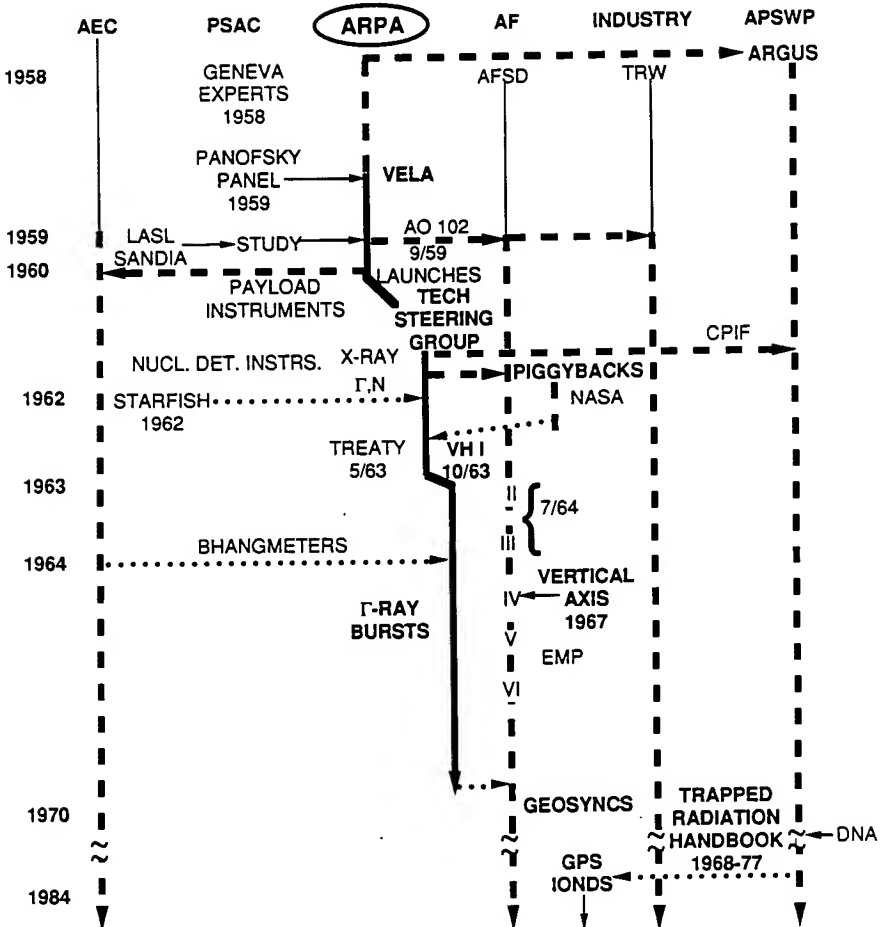 AEC PSAC ARPA AF INDUSTRY APSWP
ARGUS
1958
GENEVA
EXPERTS
1958
AFSD
TRW
PANOFSKY
PANEL
1959
VELA
1959
LASL
SANDIA
STUDY
AO 102
9/59
1960
LAUNCHES
PAYLOAD
INSTRUMENTS
TECH
STEERING
GROUP
CPIF
NUCL. DET. INSTRS.
X-RAY
Γ,N
PIGGYBACKS
NASA
1962
STARFISH
1962
TREATY
5/63
VH I
10/63
1963
II
7/64
III
1964
BHANGMETERS
IV
VERTICAL
AXIS
1967
Γ-RAY
BURSTS
V
EMP
VI
1970
GEOSYNCS
TRAPPED
RADIATION
HANDBOOK
1968-77
DNA
GPS
IONDS
1984